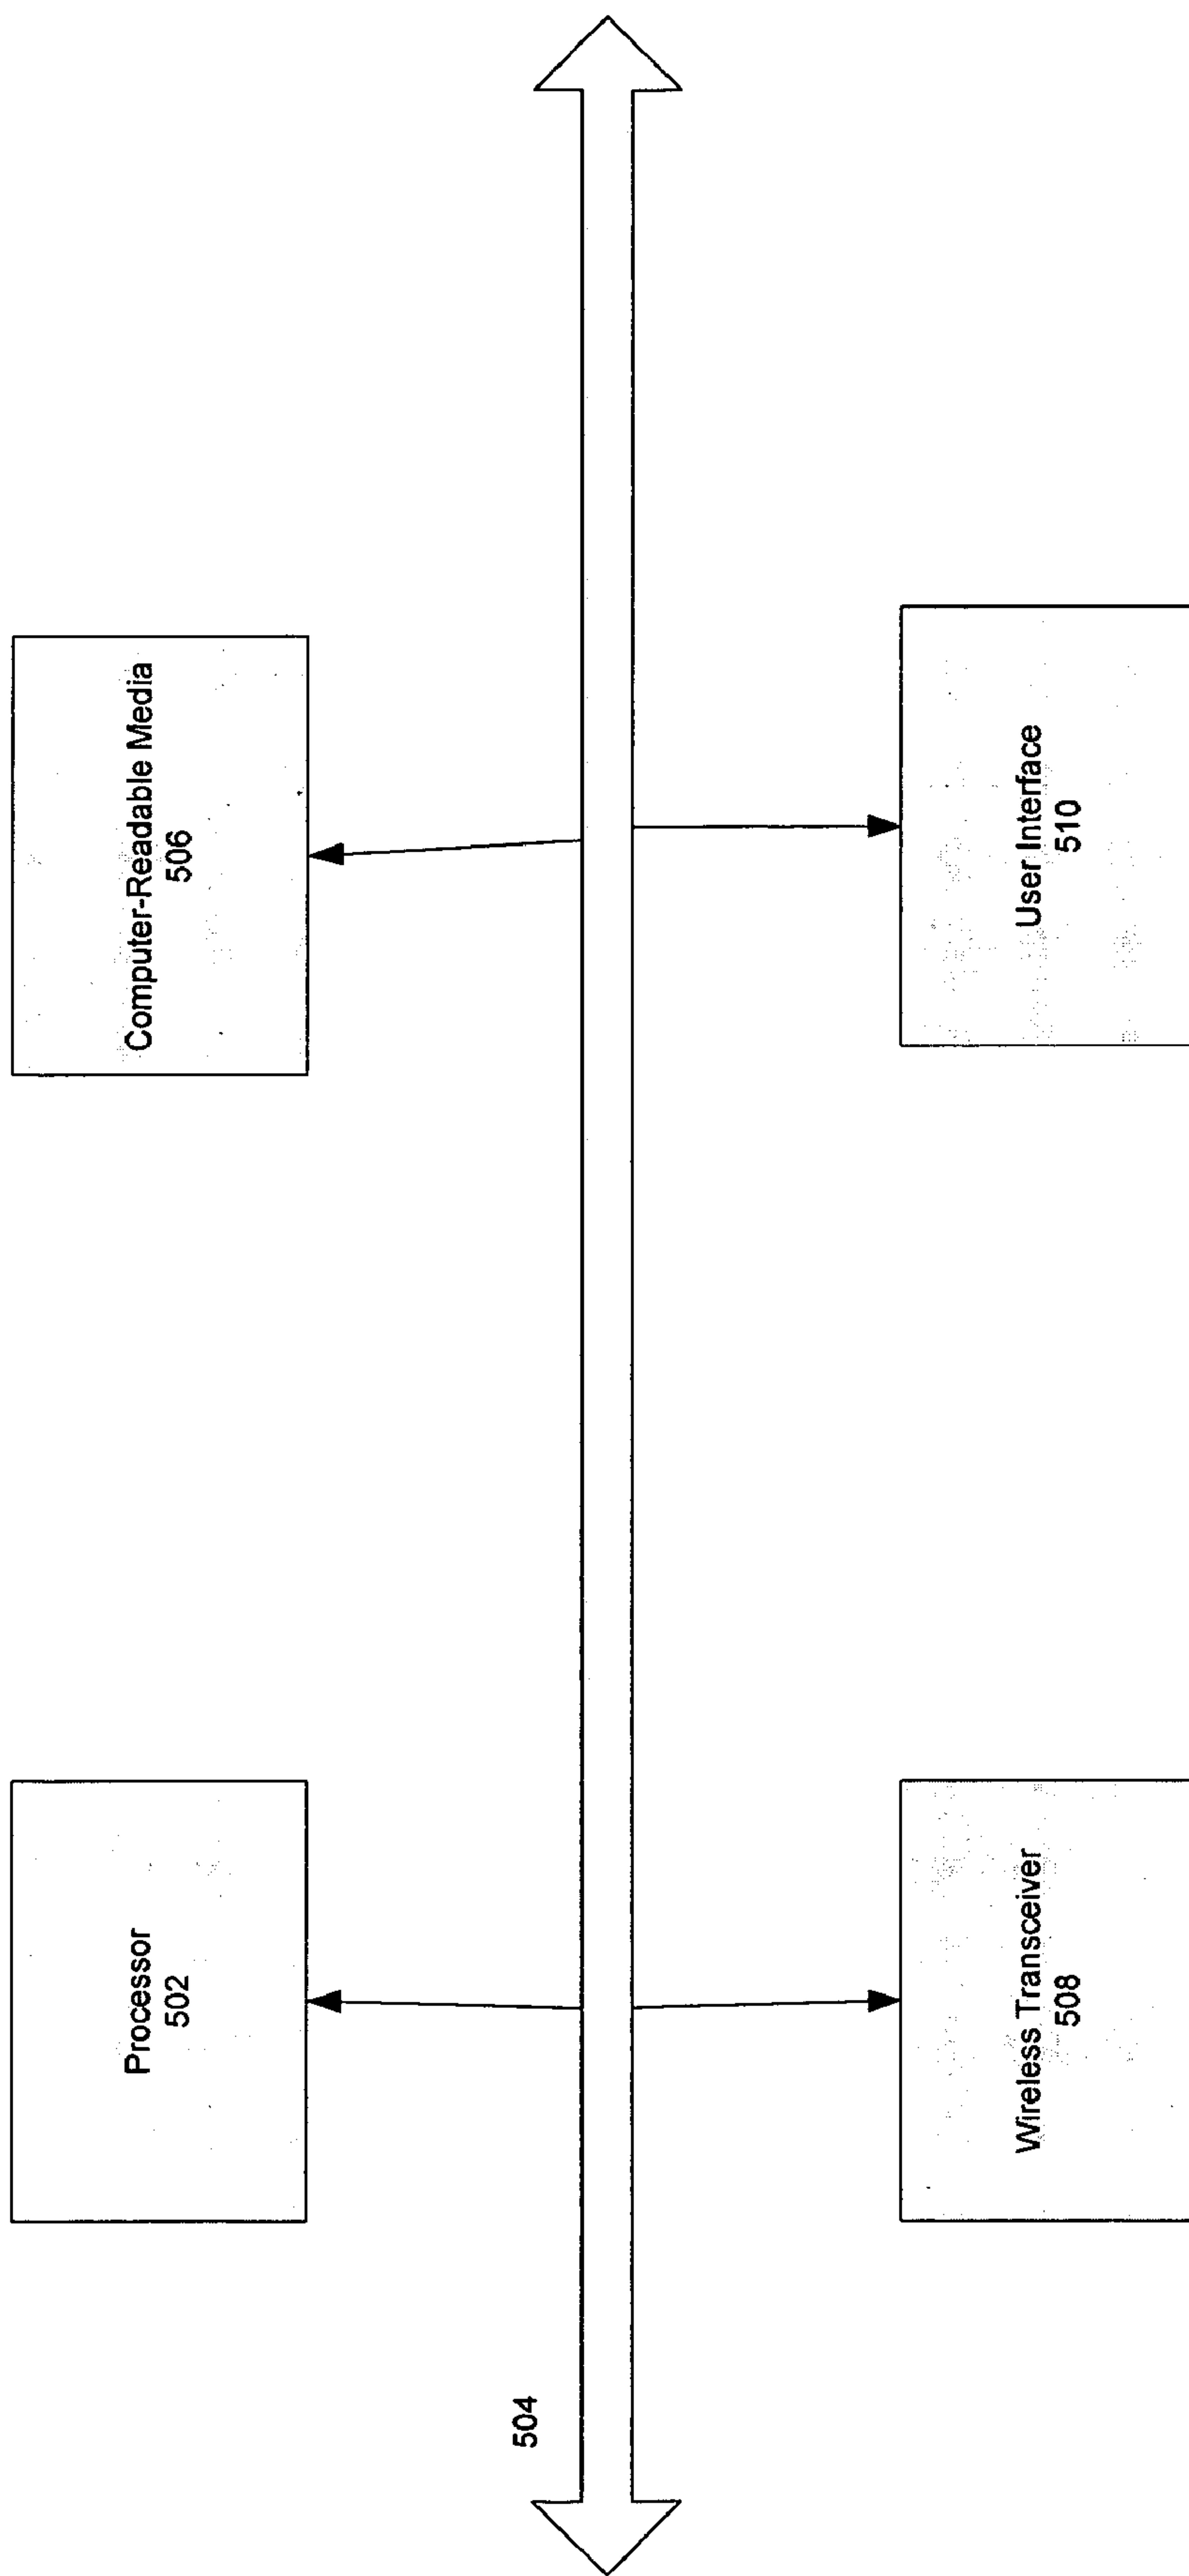 Processor
502
Computer-Readable Media
506
504
Wireless Transceiver
508
User Interface
510